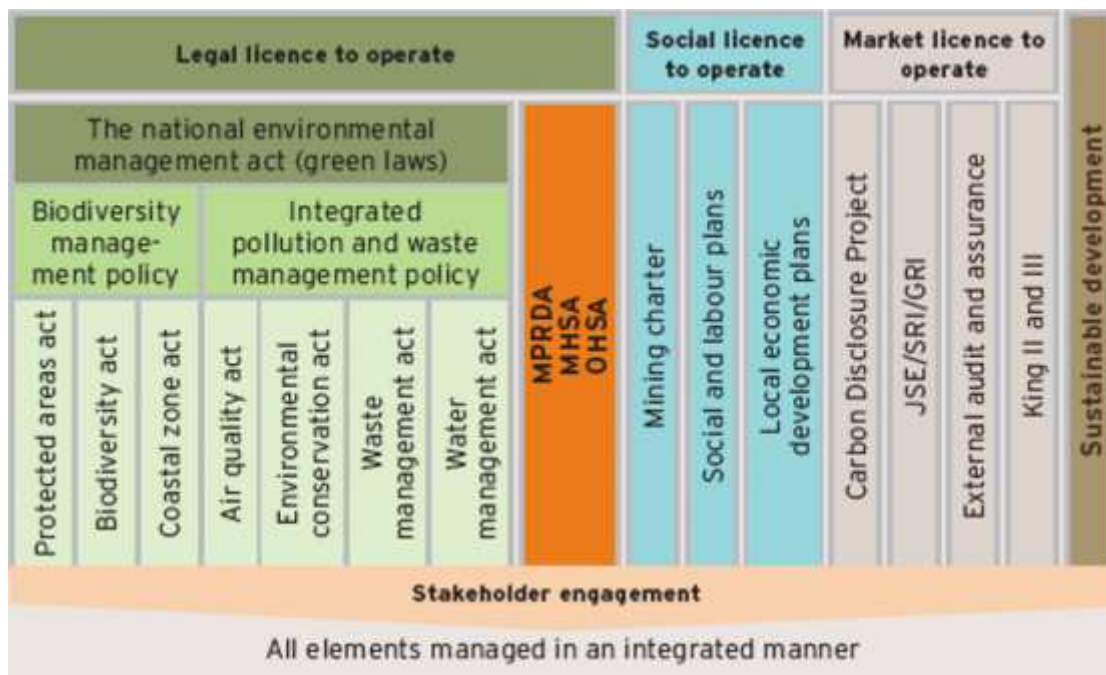 Legal licence to operate
Social licence
to operate
Market licence to
operate
Sustainable development
The national environmental
management act (green laws)
Biodiversity
manage-
ment policy
Integrated
pollution and waste
management policy
Protected areas act
Biodiversity act
Coastal zone act
Air quality act
Environmental
conservation act
Waste
management act
Water
management act
MPRDA
MHSA
OHSA
Mining charter
Social and labour plans
Local economic
development plans
Carbon Disclosure Project
JSE/SRI/GRI
External audit and assurance
King II and III
Stakeholder engagement
All elements managed in an integrated manner